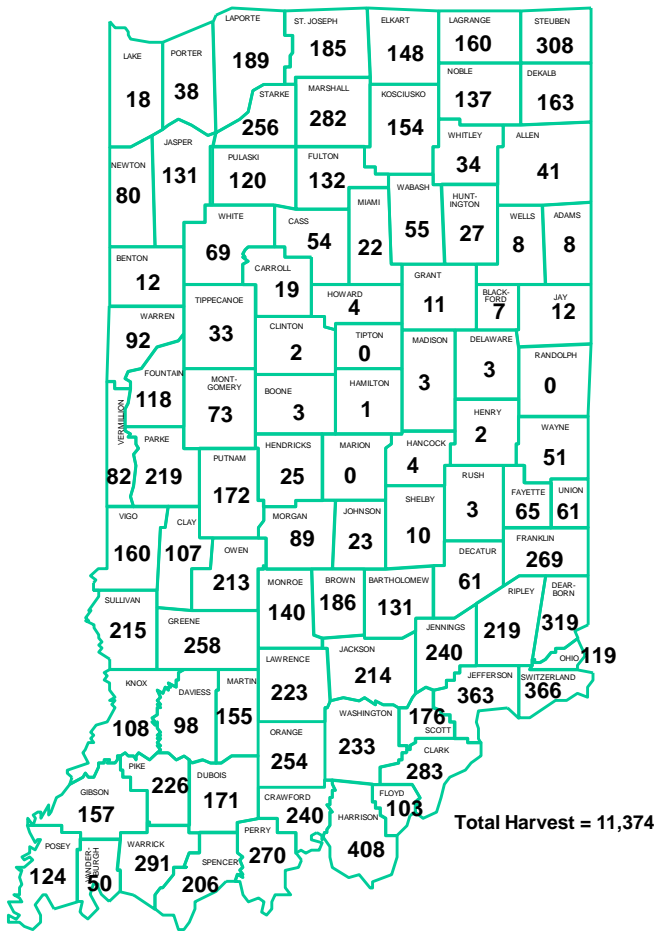 LAPORTE
189
ST. JOSEPH
185
ELKART
148
LAGRANGE
160
STEUBEN
308
LAKE
18
PORTER
38
STARKE
256
MARSHALL
282
KOSCIUSKO
154
NOBLE
137
DEKALB
163
NEWTON
80
JASPER
131
PULASKI
120
FULTON
132
WHITLEY
34
ALLEN
41
WHITE
69
CASS
54
MIAMI
22
WABASH
55
HUNT-
INGTON
27
WELLS
8
ADAMS
8
BENTON
12
CARROLL
19
HOWARD
4
GRANT
11
BLACK-
FORD
7
JAY
12
WARREN
92
TIPPECANOE
33
CLINTON
2
TIPTON
0
MADISON
3
DELAWARE
3
RANDOLPH
0
FOUNTAIN
118
MONT-
GOMERY
73
BOONE
3
HAMILTON
1
HENRY
2
WAYNE
51
VERMILLION
82
PARKE
219
PUTNAM
172
HENDRICKS
25
MARION
0
HANCOCK
4
RUSH
3
FAYETTE
65
UNION
61
VIGO
160
CLAY
107
OWEN
213
MORGAN
89
JOHNSON
23
SHELBY
10
DECATUR
61
FRANKLIN
269
SULLIVAN
215
GREENE
258
MONROE
140
BROWN
186
BARTHOLOMEW
131
JENNINGS
240
RIPLEY
219
DEAR-
BORN
319
OHIO
119
KNOX
108
DAVIESS
98
MARTIN
155
LAWRENCE
223
JACKSON
214
JEFFERSON
363
SWITZERLAND
366
ORANGE
254
WASHINGTON
233
176
SCOTT
CLARK
283
GIBSON
157
PIKE
226
DUBOIS
171
CRAWFORD
240
HARRISON
408
FLOYD
103
Total Harvest = 11,374
POSEY
124
VANDER-
BURGH
50
WARRICK
291
SPENCER
206
PERRY
270